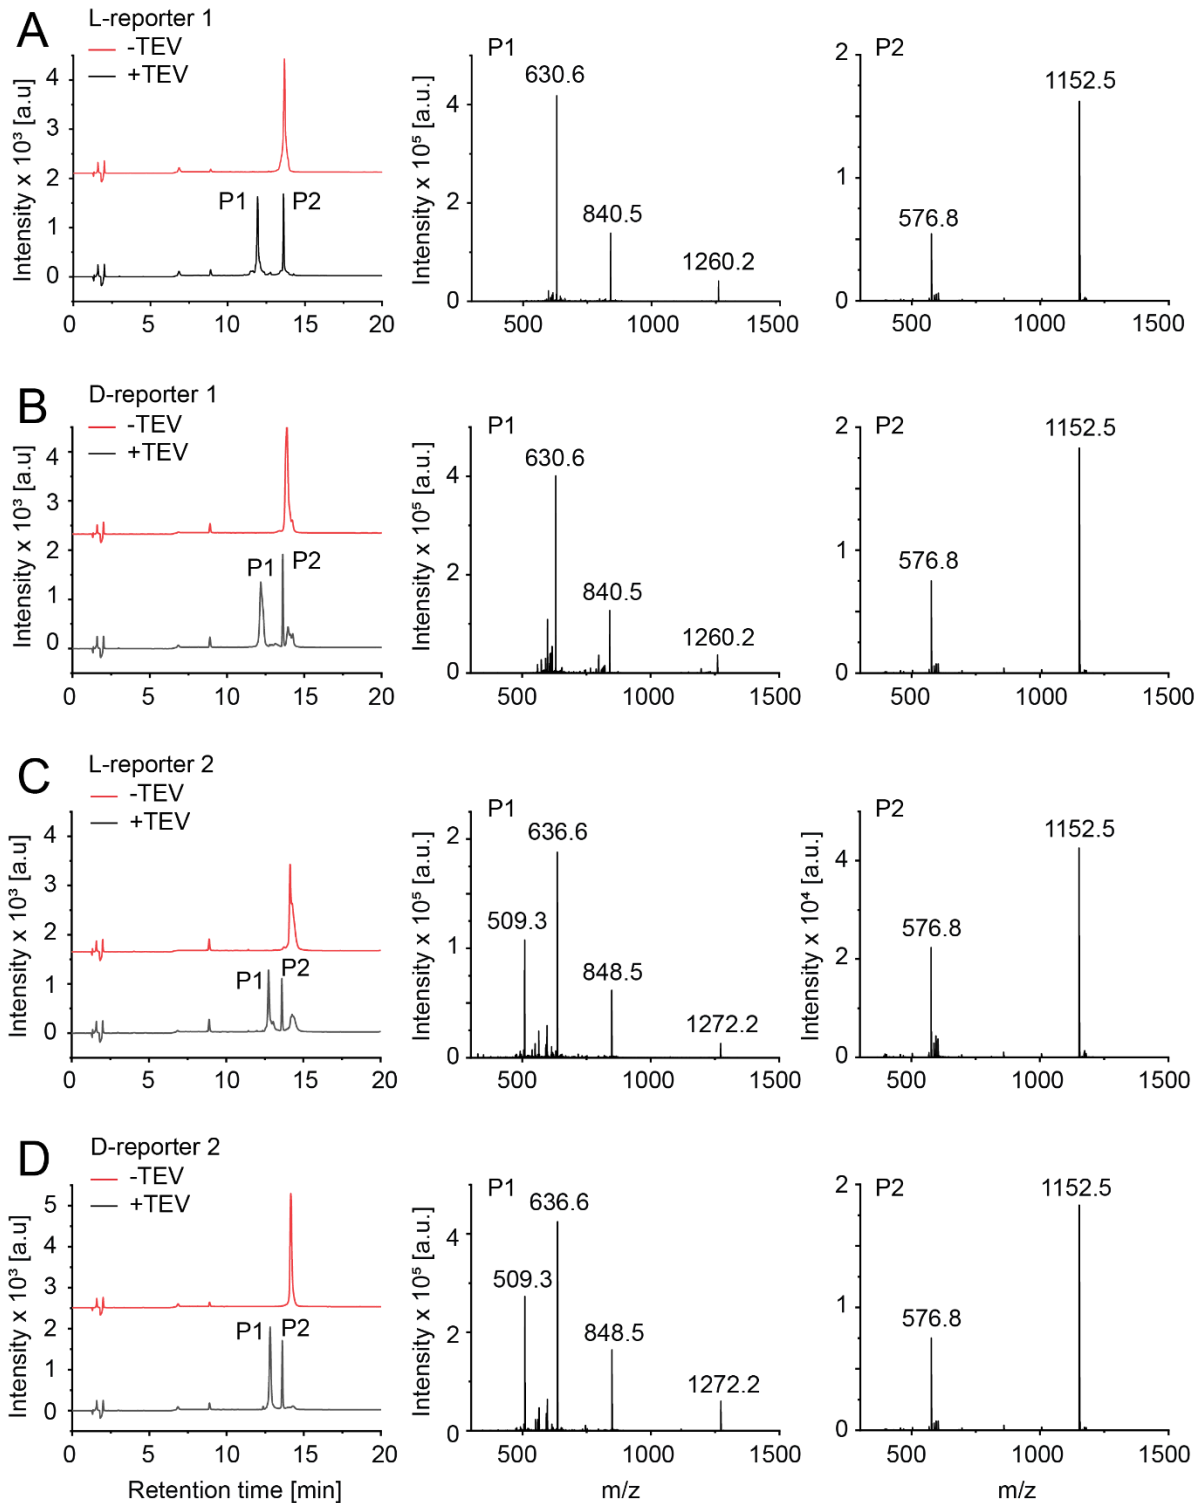 A
L-reporter 1
-TEV
+TEV
Intensity x 10³ [a.u]
4
3
2
1
0
P1
P2
0 5 10 15 20
P1
Intensity x 10⁵ [a.u.]
4
2
0
630.6
840.5
1260.2
500 1000 1500
P2
2
1
0
1152.5
576.8
500 1000 1500
B
D-reporter 1
-TEV
+TEV
Intensity x 10³ [a.u]
4
3
2
1
0
P1
P2
0 5 10 15 20
P1
Intensity x 10⁵ [a.u.]
4
2
0
630.6
840.5
1260.2
500 1000 1500
P2
2
1
0
1152.5
576.8
500 1000 1500
C
L-reporter 2
-TEV
+TEV
Intensity x 10³ [a.u]
4
3
2
1
0
P1
P2
0 5 10 15 20
P1
Intensity x 10⁵ [a.u.]
2
1
0
636.6
509.3
848.5
1272.2
500 1000 1500
P2
Intensity x 10⁴ [a.u.]
4
2
0
1152.5
576.8
500 1000 1500
D
D-reporter 2
-TEV
+TEV
Intensity x 10³ [a.u]
5
4
3
2
1
0
P1
P2
0 5 10 15 20
Retention time [min]
P1
Intensity x 10⁵ [a.u.]
4
2
0
636.6
509.3
848.5
1272.2
500 1000 1500
m/z
P2
2
1
0
1152.5
576.8
500 1000 1500
m/z